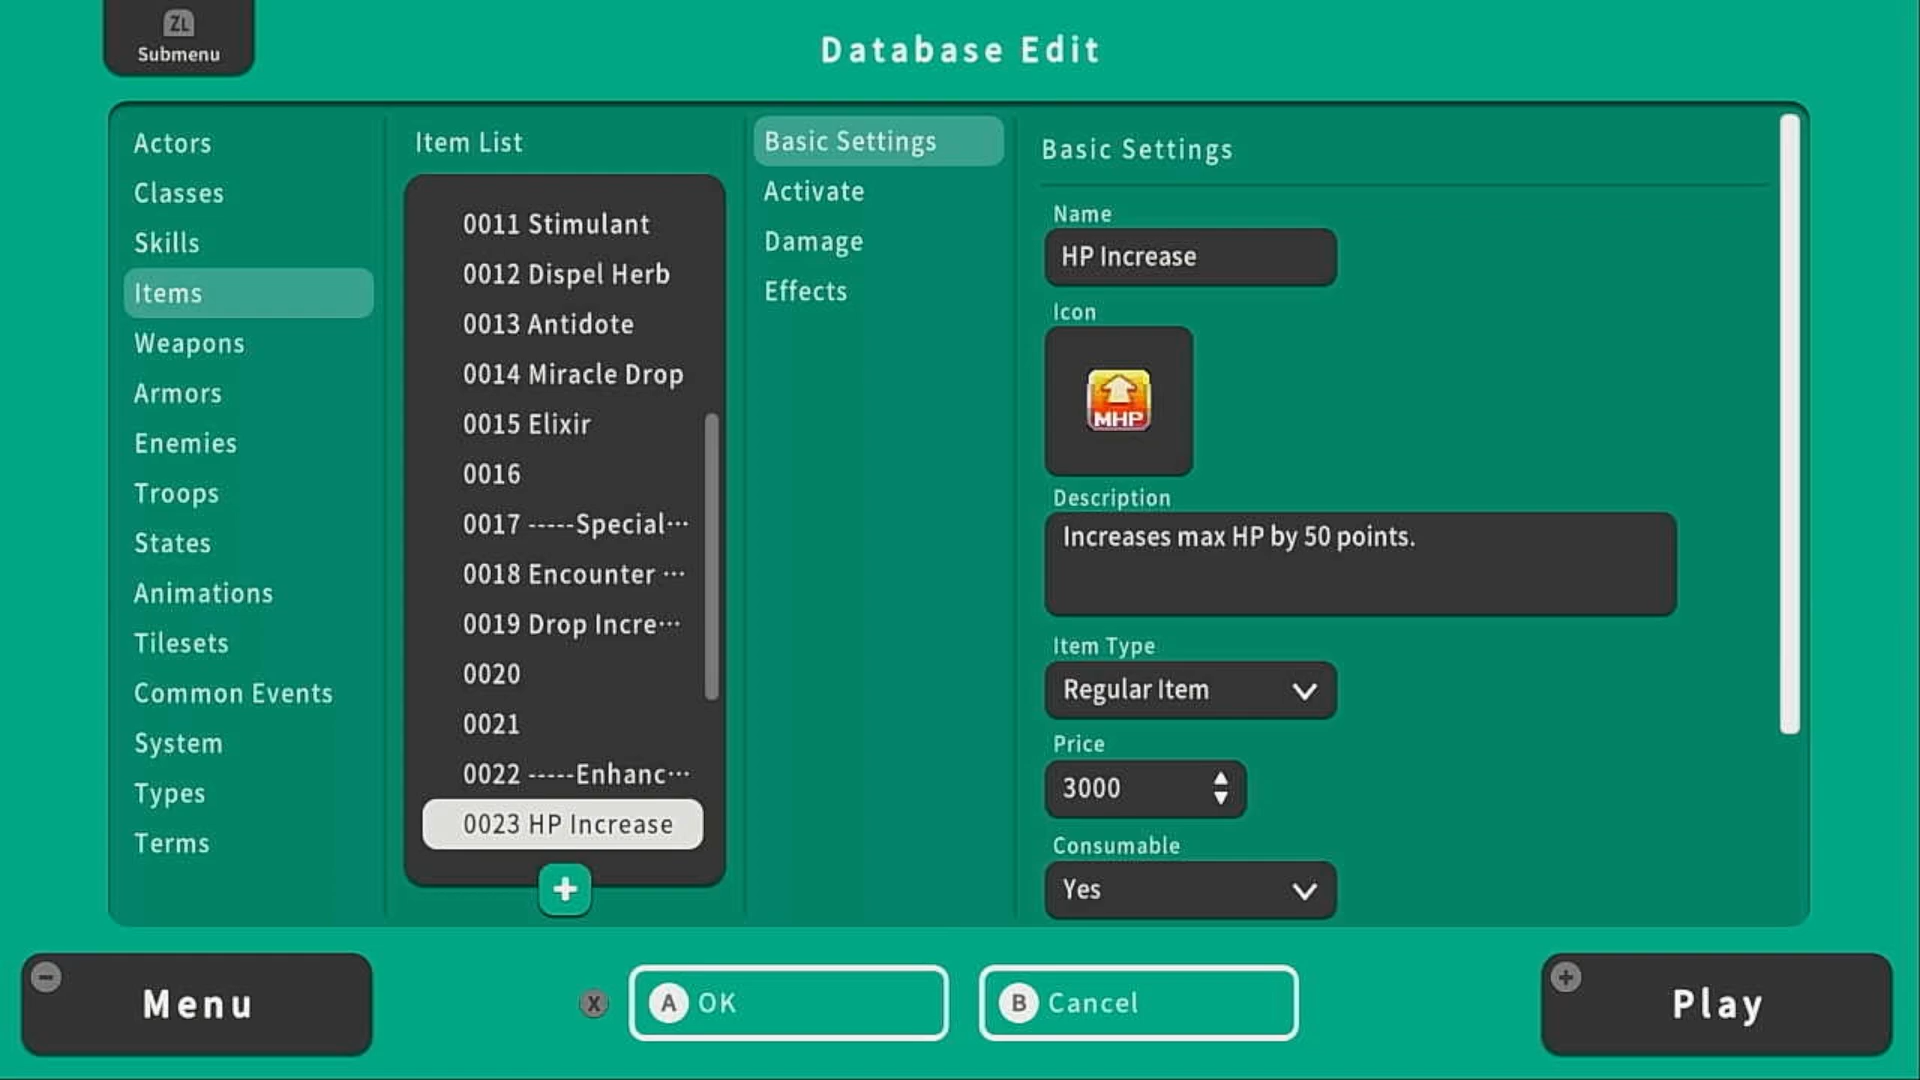 ZL
Submenu
Database Edit
Actors
Classes
Skills
Items
Weapons
Armors
Enemies
Troops
States
Animations
Tilesets
Common Events
System
Types
Terms
Item List
0011 Stimulant
0012 Dispel Herb
0013 Antidote
0014 Miracle Drop
0015 Elixir
0016
0017 -----Special…
0018 Encounter …
0019 Drop Incre…
0020
0021
0022 -----Enhanc…
0023 HP Increase
Basic Settings
Activate
Damage
Effects
Basic Settings
Name
HP Increase
Icon
MHP
Description
Increases max HP by 50 points.
Item Type
Regular Item
Price
3000
Consumable
Yes
Menu
X
A OK
B Cancel
Play